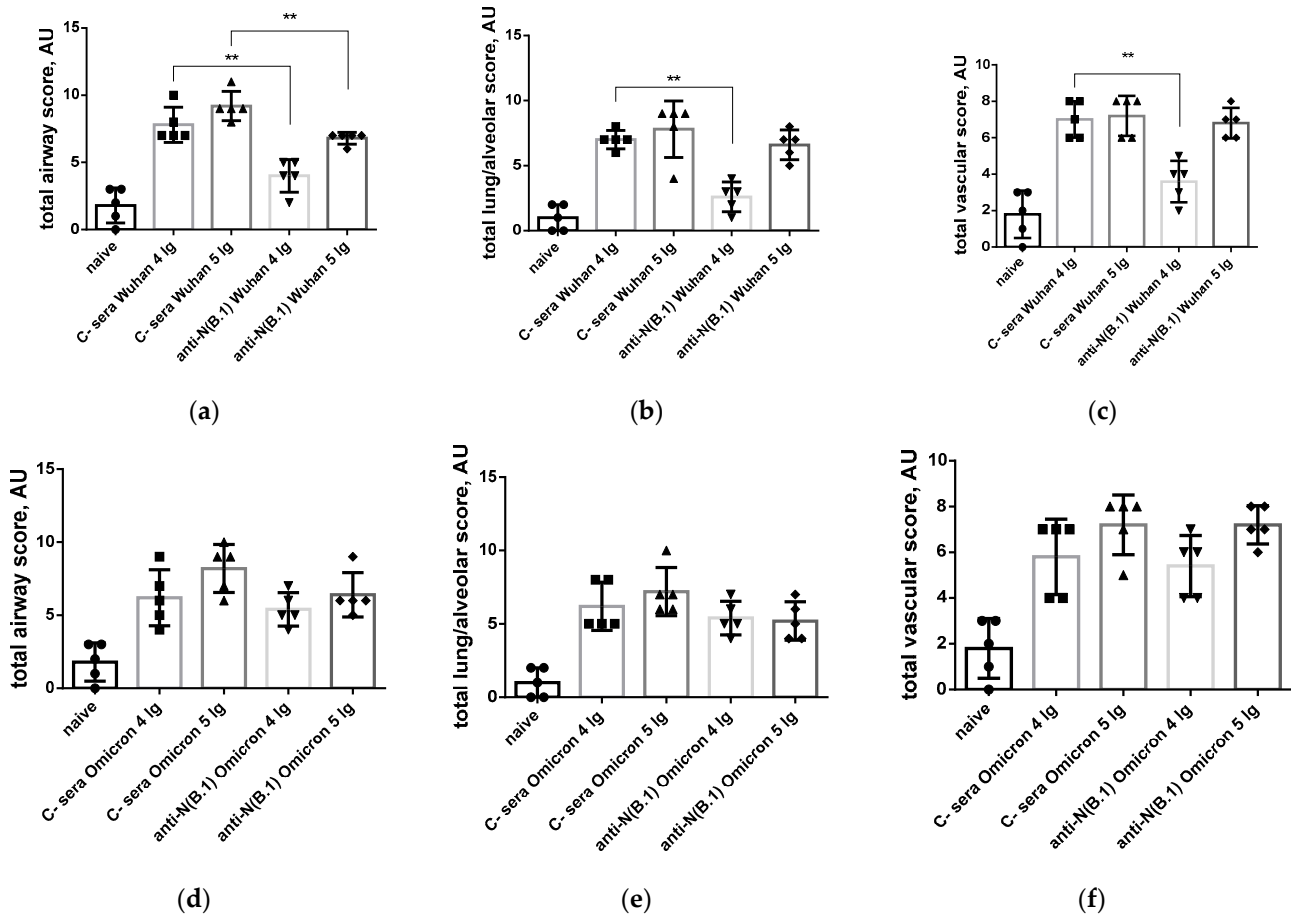 total airway score, AU
15
10
5
0
**
**
naive
C- sera Wuhan 4 lg
C- sera Wuhan 5 lg
anti-N(B.1) Wuhan 4 lg
anti-N(B.1) Wuhan 5 lg
(a)
total lung/alveolar score, AU
15
10
5
0
**
naive
C- sera Wuhan 4 lg
C- sera Wuhan 5 lg
anti-N(B.1) Wuhan 4 lg
anti-N(B.1) Wuhan 5 lg
(b)
total vascular score, AU
10
8
6
4
2
0
**
naive
C- sera Wuhan 4 lg
C- sera Wuhan 5 lg
anti-N(B.1) Wuhan 4 lg
anti-N(B.1) Wuhan 5 lg
(c)
total airway score, AU
15
10
5
0
naive
C- sera Omicron 4 lg
C- sera Omicron 5 lg
anti-N(B.1) Omicron 4 lg
anti-N(B.1) Omicron 5 lg
(d)
total lung/alveolar score, AU
15
10
5
0
naive
C- sera Omicron 4 lg
C- sera Omicron 5 lg
anti-N(B.1) Omicron 4 lg
anti-N(B.1) Omicron 5 lg
(e)
total vascular score, AU
10
8
6
4
2
0
naive
C- sera Omicron 4 lg
C- sera Omicron 5 lg
anti-N(B.1) Omicron 4 lg
anti-N(B.1) Omicron 5 lg
(f)